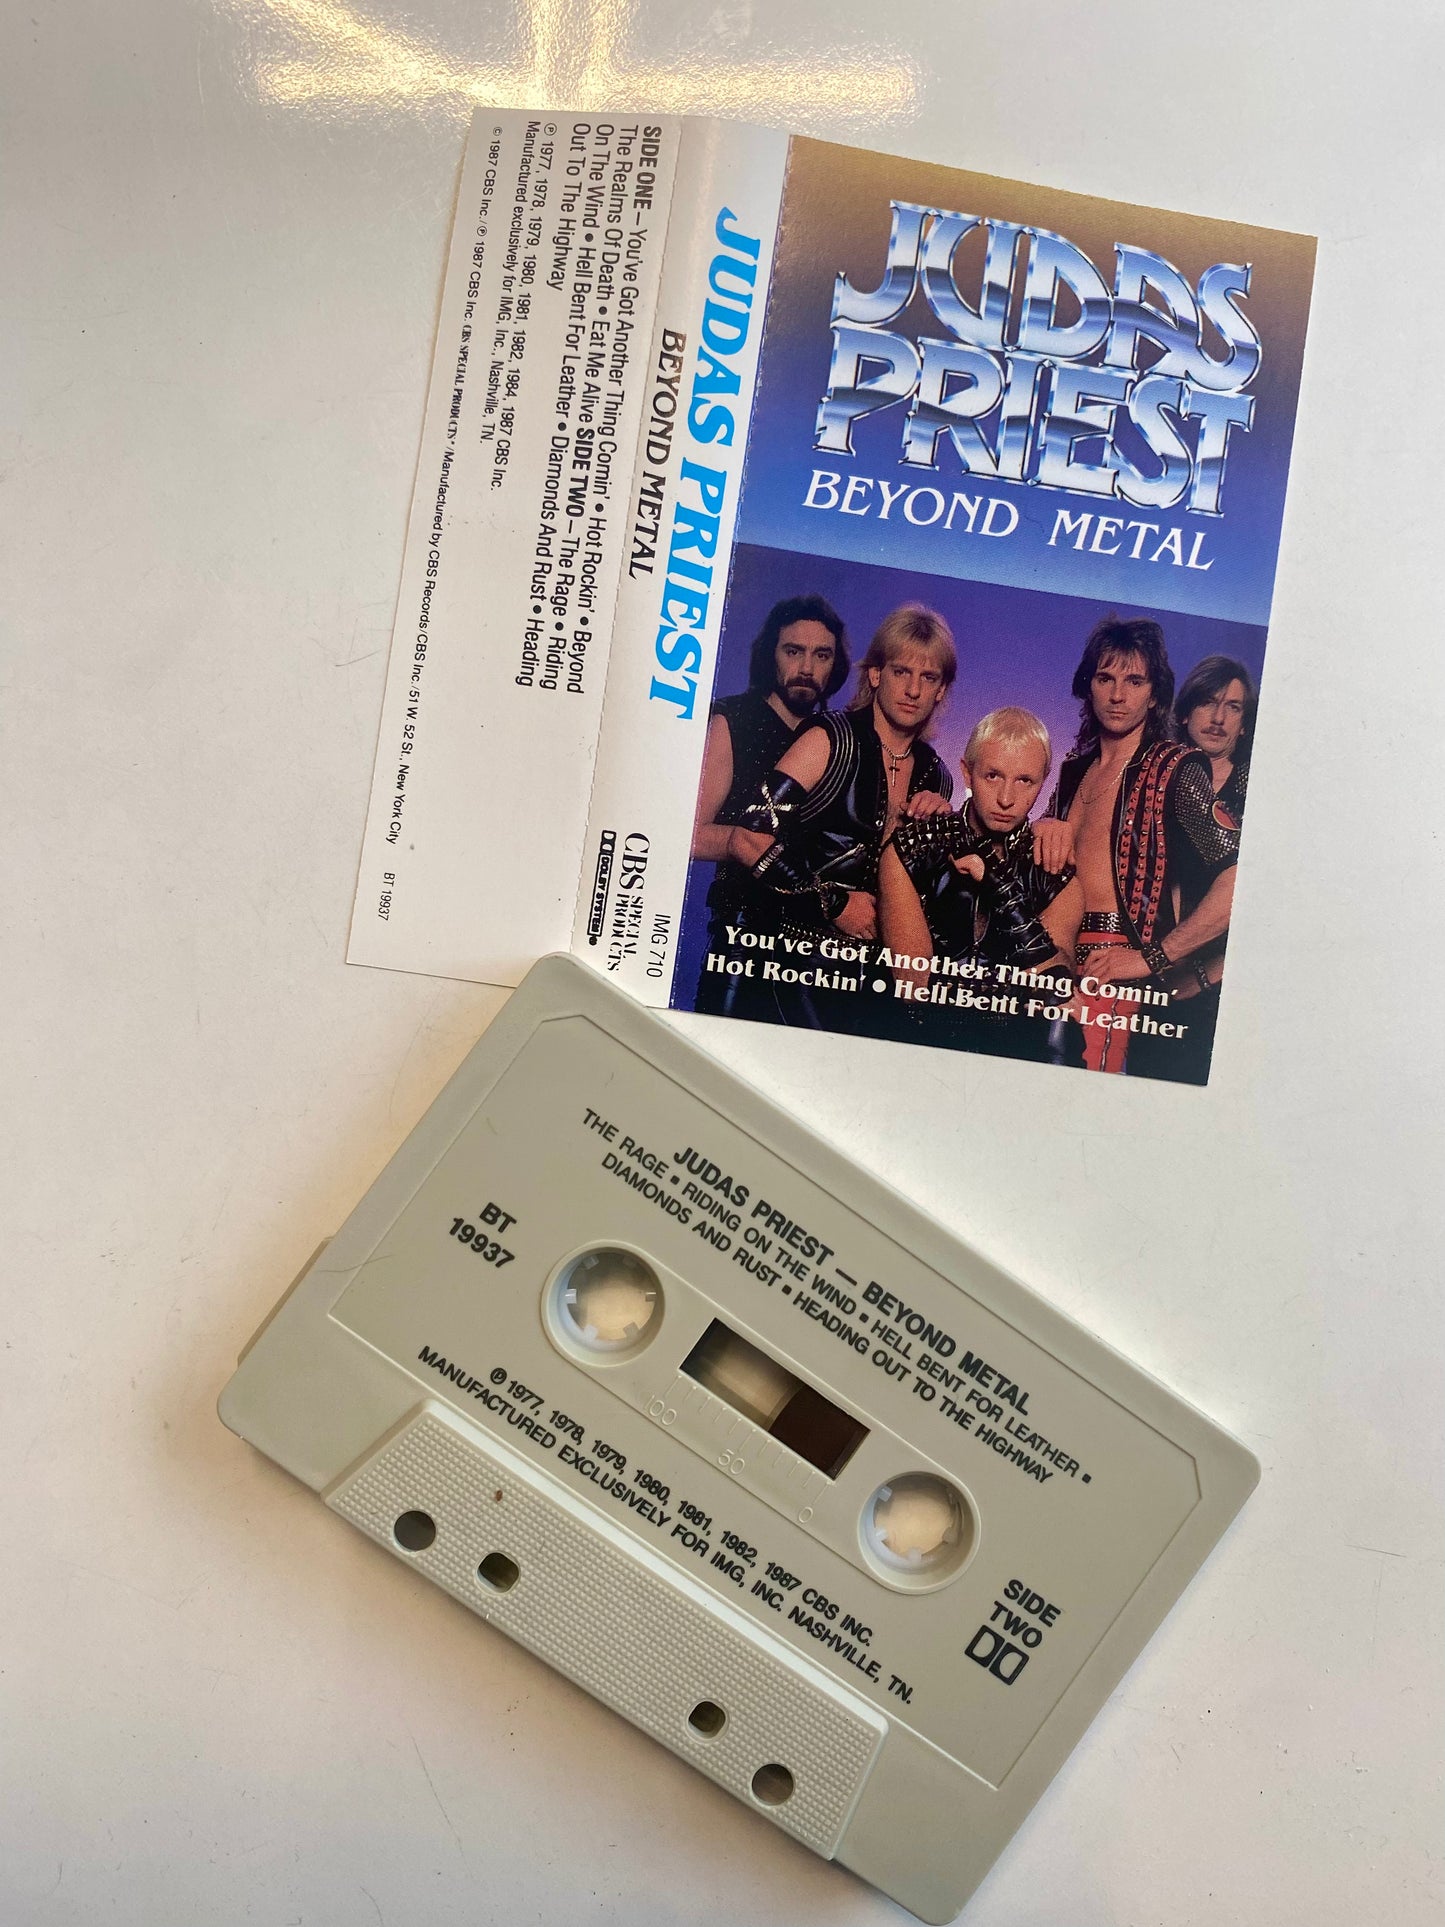 JUDAS
PRIEST
BEYOND METAL
You've Got Another Thing Comin'
Hot Rockin' • Hell Bent For Leather
JUDAS PRIEST
BEYOND METAL
IMG 710
CBS SPECIAL
PRODUCTS
DOLBY SYSTEM
SIDE ONE – You've Got Another Thing Comin' • Hot Rockin' • Beyond
The Realms Of Death • Eat Me Alive SIDE TWO – The Rage • Riding
On The Wind • Hell Bent For Leather • Diamonds And Rust • Heading
Out To The Highway
℗ 1977, 1978, 1979, 1980, 1981, 1982, 1984, 1987 CBS Inc.
Manufactured exclusively for IMG, Inc., Nashville, TN.
© 1987 CBS Inc./℗ 1987 CBS Inc. CBS SPECIAL PRODUCTS*/Manufactured by CBS Records/CBS Inc./51 W. 52 St., New York City BT 19937
JUDAS PRIEST — BEYOND METAL
THE RAGE ▪ RIDING ON THE WIND ▪ HELL BENT FOR LEATHER ▪
DIAMONDS AND RUST ▪ HEADING OUT TO THE HIGHWAY
BT
19937
100 50 0
SIDE
TWO
℗ 1977, 1978, 1979, 1980, 1981, 1982, 1987 CBS INC.
MANUFACTURED EXCLUSIVELY FOR IMG, INC. NASHVILLE, TN.